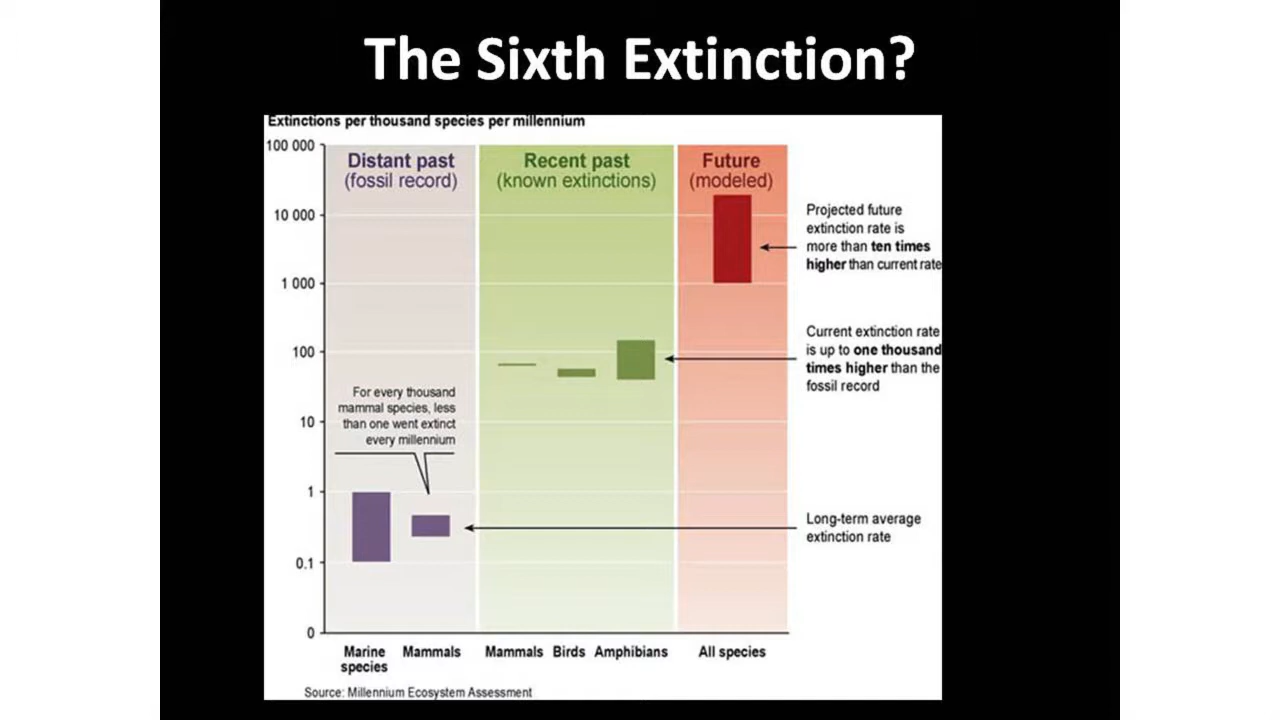 The Sixth Extinction?
Extinctions per thousand species per millennium
100 000
10 000
1 000
100
10
1
0.1
0
Distant past
(fossil record)
Recent past
(known extinctions)
Future
(modeled)
For every thousand
mammal species, less
than one went extinct
every millennium
Projected future
extinction rate is
more than ten times
higher than current rate
Current extinction rate
is up to one thousand
times higher than the
fossil record
Long-term average
extinction rate
Marine
species
Mammals
Mammals
Birds
Amphibians
All species
Source: Millennium Ecosystem Assessment